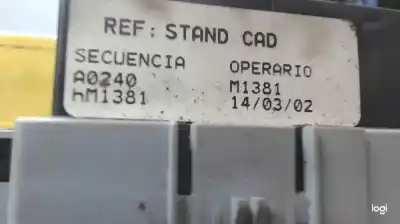 REF: STAND CAD
SECUENCIA OPERARIO
A0240 M1381
hM1381 14/03/02
logi